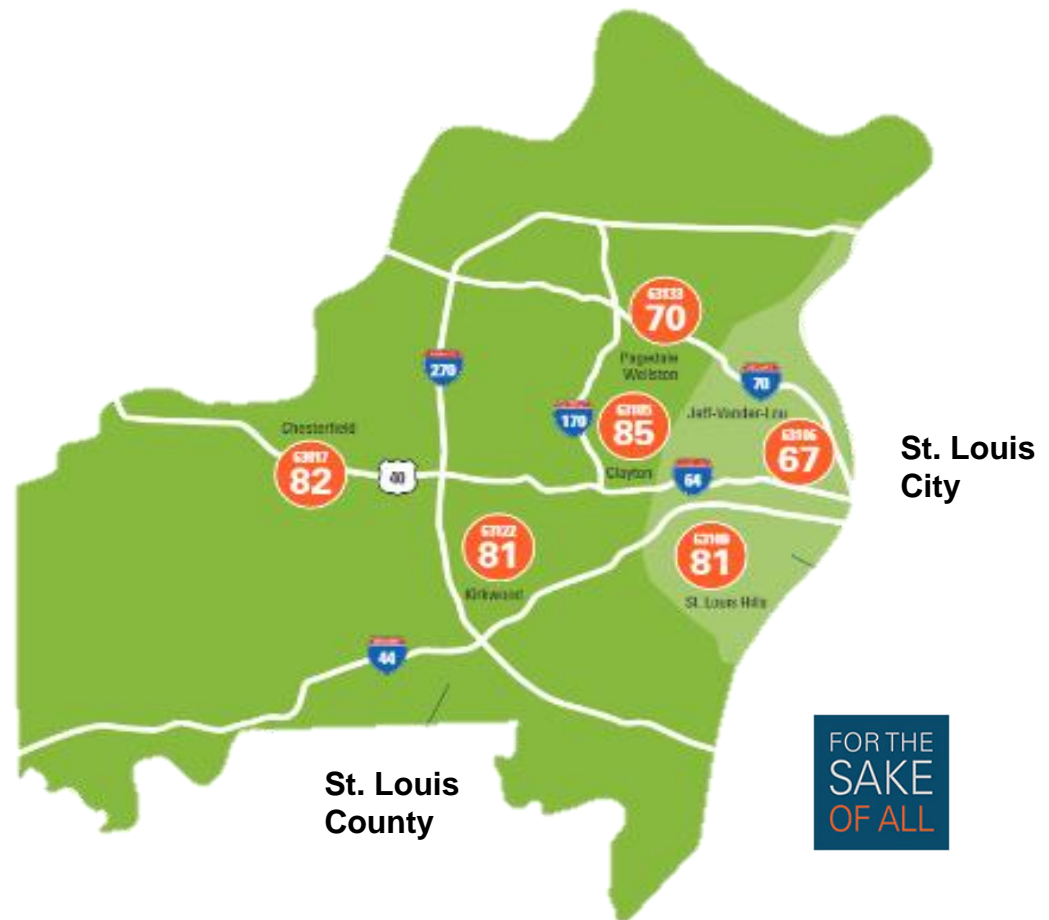 63133
70
Pagedale
Wellston
270
70
Jeff-Vander-Lou
170
63105
85
Clayton
63106
67
St. Louis
City
Chesterfield
63017
82
40
64
63122
81
Kirkwood
63109
81
St. Louis Hills
44
St. Louis
County
FOR THE
SAKE
OF ALL